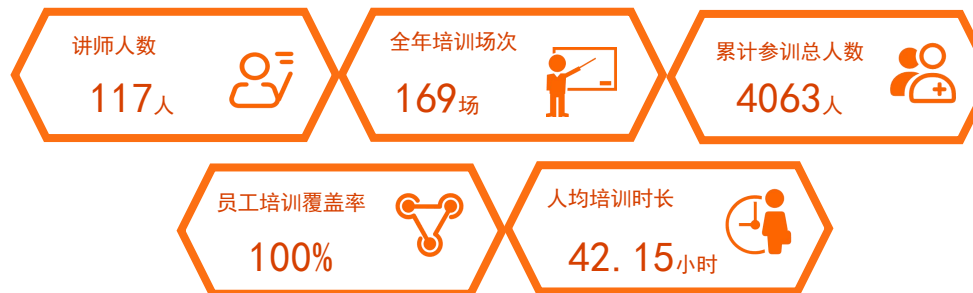 讲师人数
117人
全年培训场次
169场
累计参训总人数
4063人
员工培训覆盖率
100%
人均培训时长
42.15小时